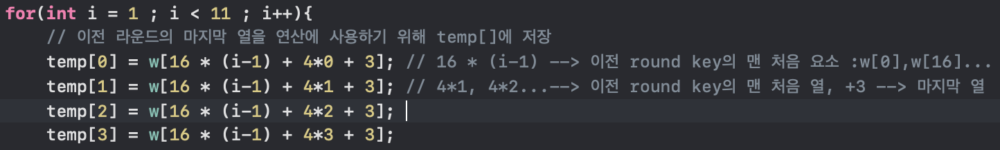 for(int i = 1 ; i < 11 ; i++){
// 이전 라운드의 마지막 열을 연산에 사용하기 위해 temp[]에 저장
temp[0] = w[16 * (i-1) + 4*0 + 3]; // 16 * (i-1) --> 이전 round key의 맨 처음 요소 :w[0],w[16]...
temp[1] = w[16 * (i-1) + 4*1 + 3]; // 4*1, 4*2...--> 이전 round key의 맨 처음 열, +3 --> 마지막 열
temp[2] = w[16 * (i-1) + 4*2 + 3];
temp[3] = w[16 * (i-1) + 4*3 + 3];